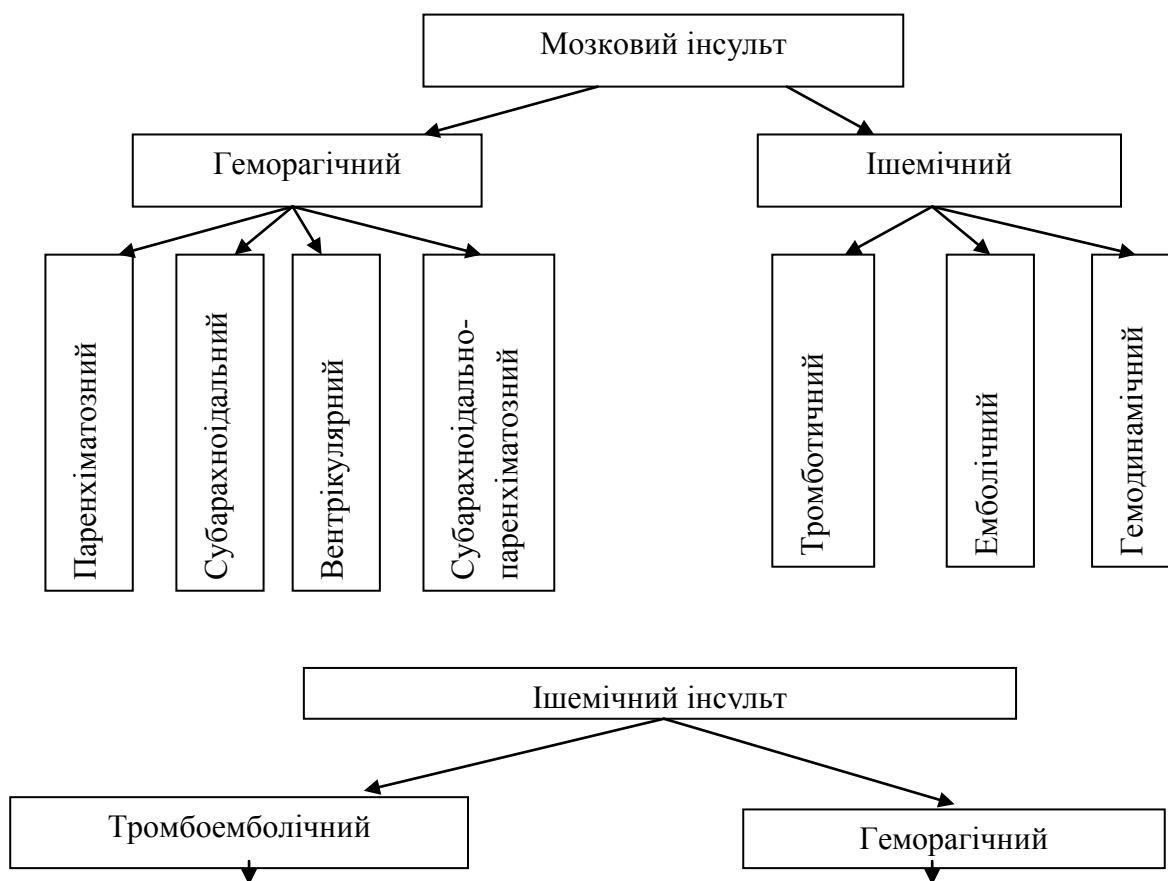 Мозковий інсульт
Геморагічний
Ішемічний
Паренхіматозний
Субарахноідальний
Вентрікулярний
Субарахноідально-
паренхіматозний
Тромботичний
Емболічний
Гемодинамічний
Ішемічний інсульт
Тромбоемболічний
Геморагічний